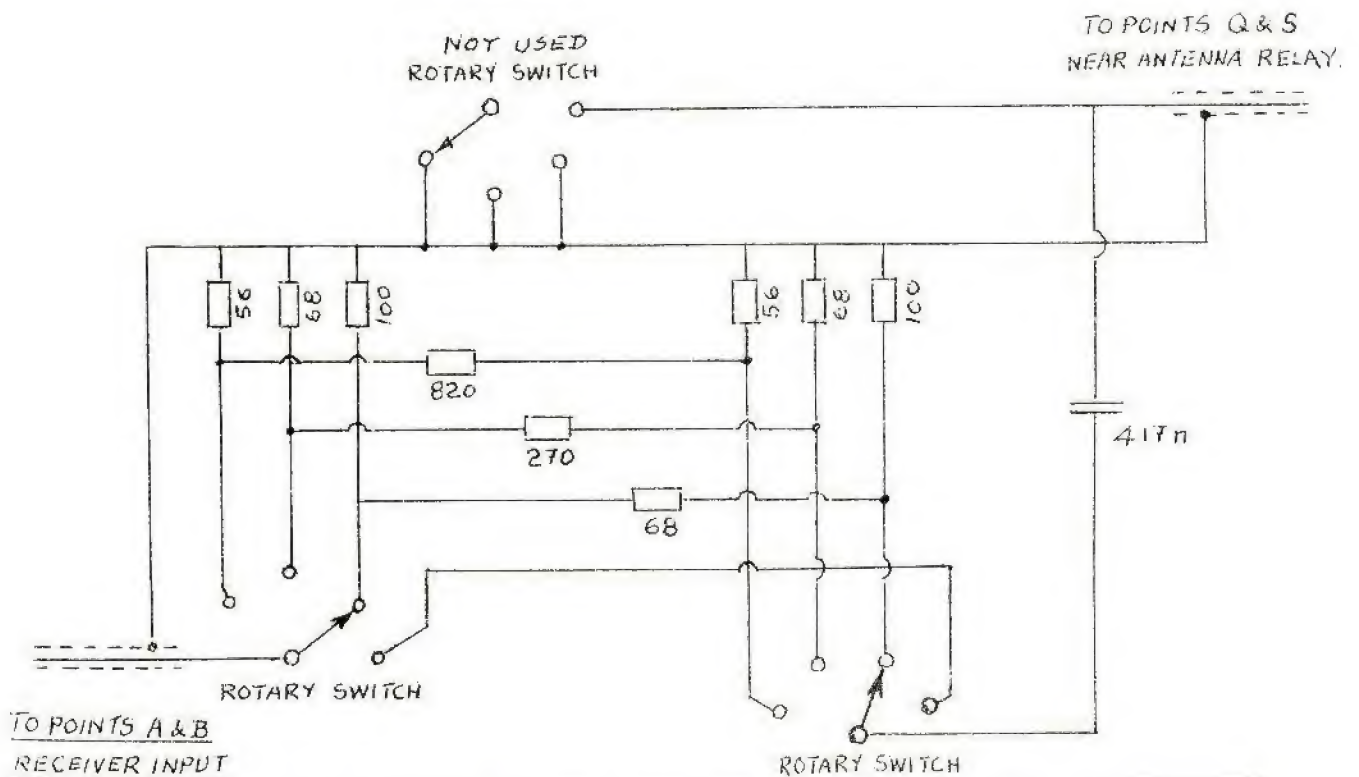 NOT USED
ROTARY SWITCH
TO POINTS Q & S
NEAR ANTENNA RELAY.
56
68
100
56
68
100
820
270
68
417n
ROTARY SWITCH
TO POINTS A & B
RECEIVER INPUT
ROTARY SWITCH